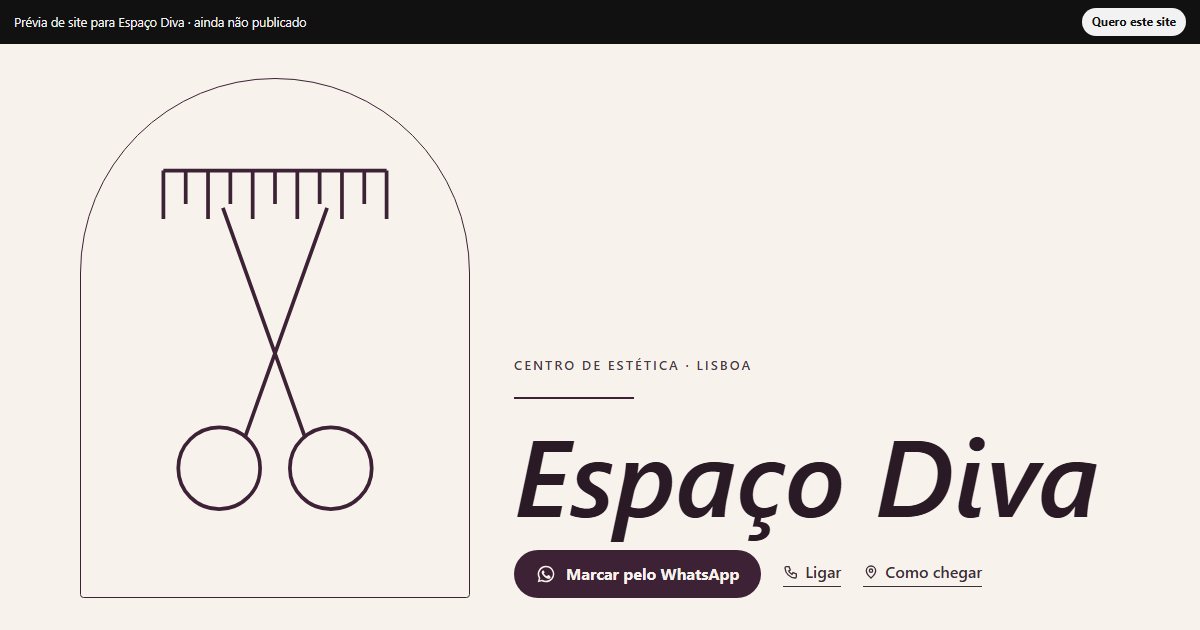 Prévia de site para Espaço Diva · ainda não publicado
Quero este site
CENTRO DE ESTÉTICA · LISBOA
Espaço Diva
Marcar pelo WhatsApp
Ligar
Como chegar